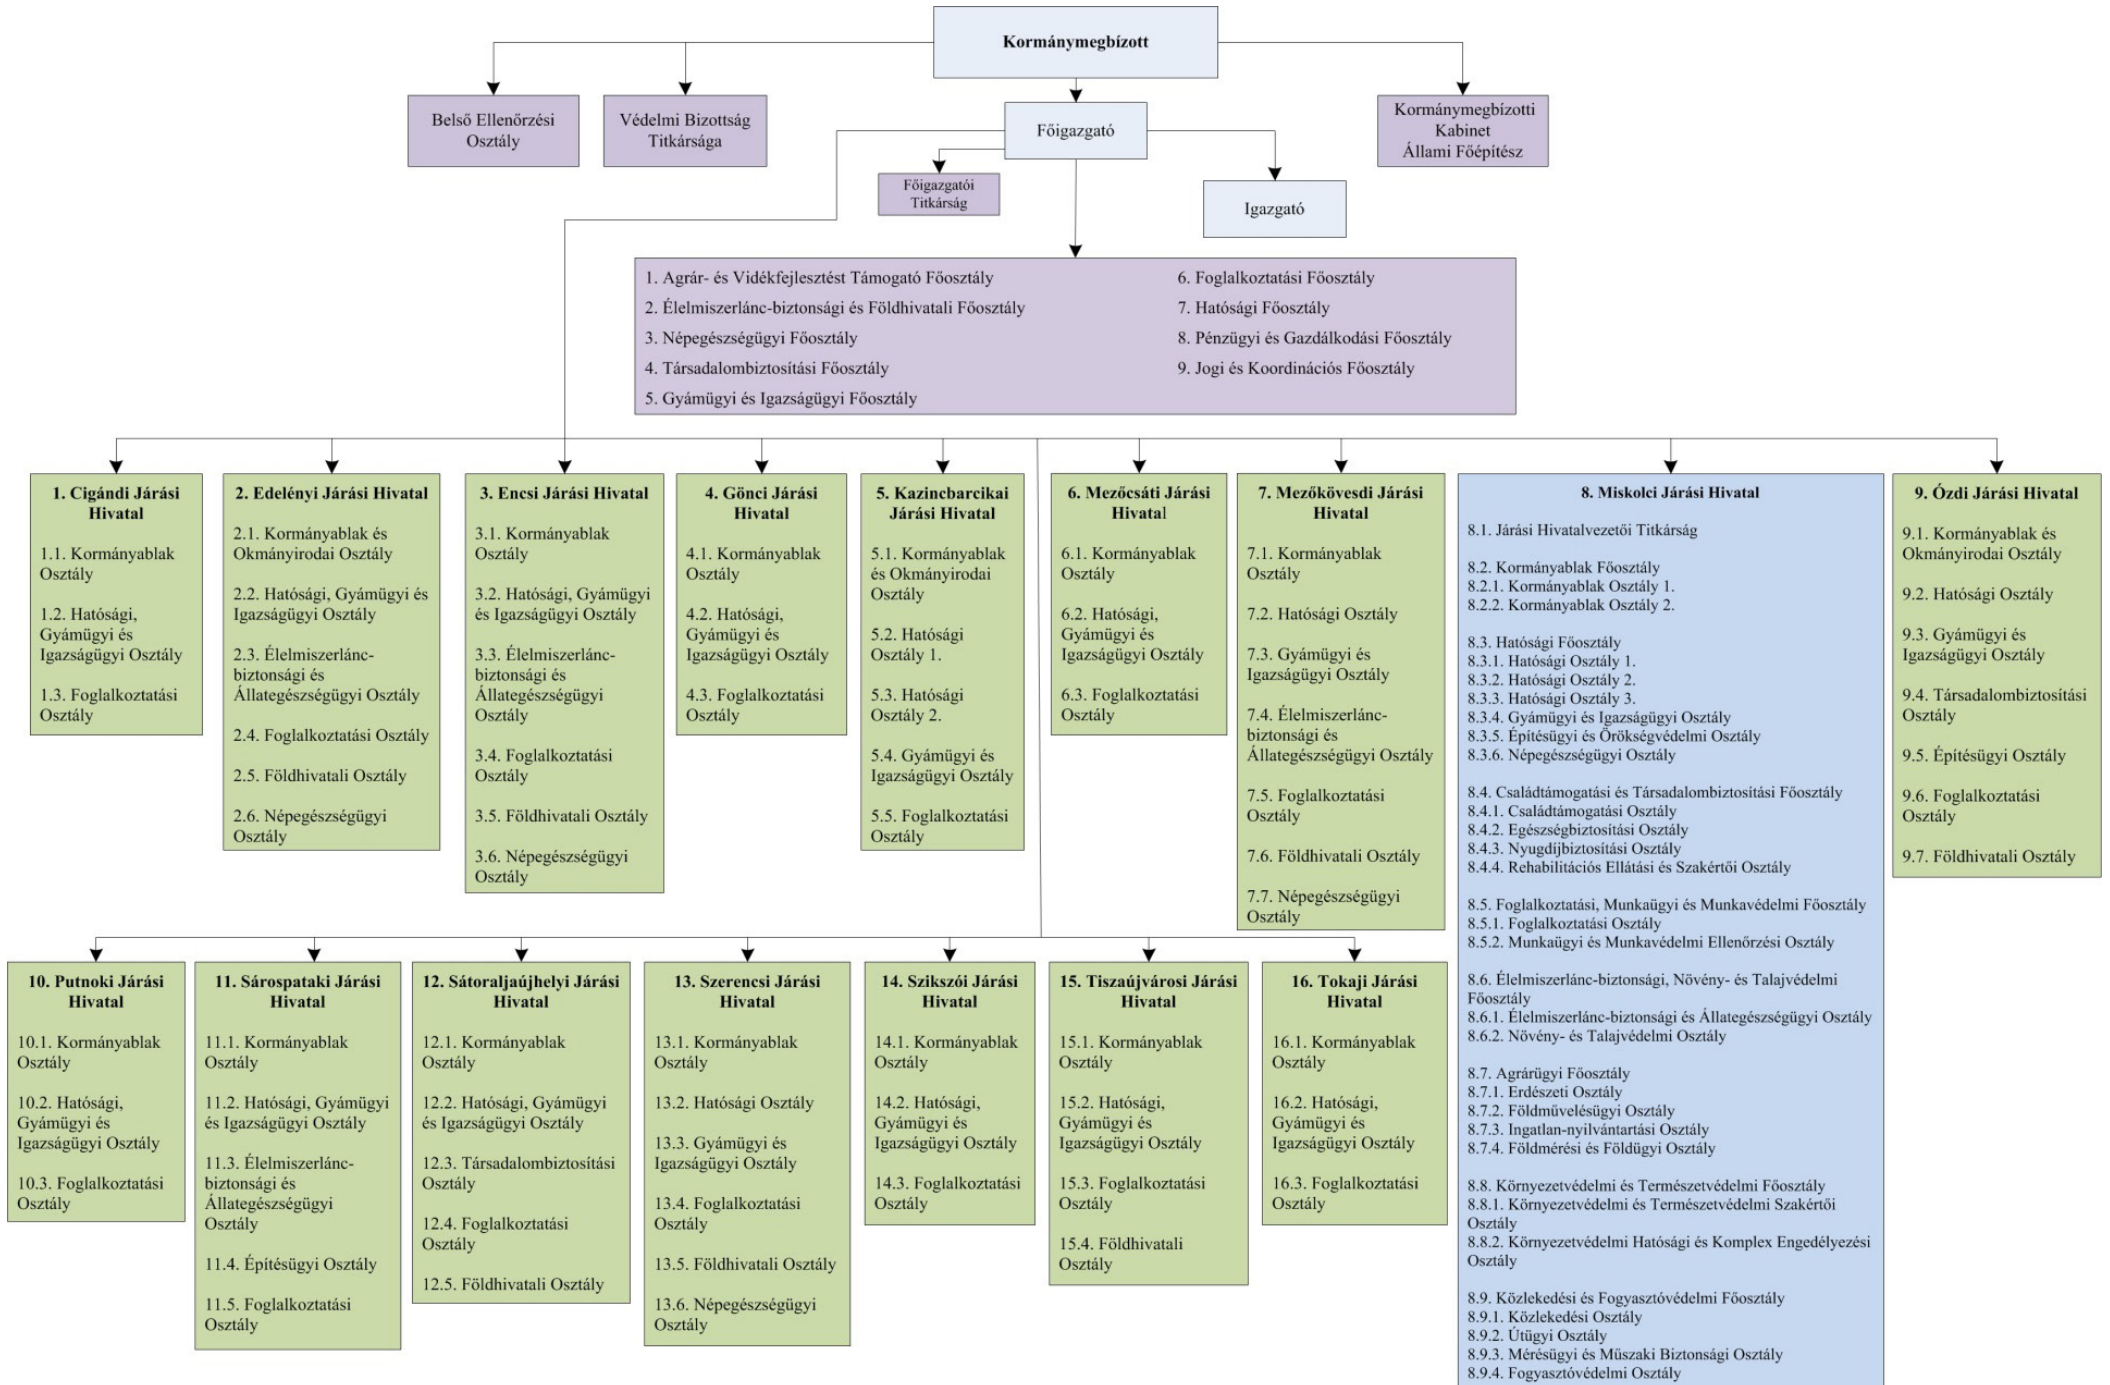 Kormánymegbízott
Belső Ellenőrzési
Osztály
Védelmi Bizottság
Titkársága
Kormánymegbízotti
Kabinet
Állami Főépítész
Főigazgató
Főigazgatói
Titkárság
Igazgató
1. Agrár- és Vidékfejlesztést Támogató Főosztály
2. Élelmiszerlánc-biztonsági és Földhivatali Főosztály
3. Népegészségügyi Főosztály
4. Társadalombiztosítási Főosztály
5. Gyámügyi és Igazságügyi Főosztály
6. Foglalkoztatási Főosztály
7. Hatósági Főosztály
8. Pénzügyi és Gazdálkodási Főosztály
9. Jogi és Koordinációs Főosztály
1. Cigándi Járási
Hivatal
1.1. Kormányablak
Osztály
1.2. Hatósági,
Gyámügyi és
Igazságügyi Osztály
1.3. Foglalkoztatási
Osztály
2. Edelényi Járási Hivatal
2.1. Kormányablak és
Okmányirodai Osztály
2.2. Hatósági, Gyámügyi és
Igazságügyi Osztály
2.3. Élelmiszerlánc-
biztonsági és
Állategészségügyi Osztály
2.4. Foglalkoztatási Osztály
2.5. Földhivatali Osztály
2.6. Népegészségügyi
Osztály
3. Encsi Járási Hivatal
3.1. Kormányablak
Osztály
3.2. Hatósági, Gyámügyi
és Igazságügyi Osztály
3.3. Élelmiszerlánc-
biztonsági és
Állategészségügyi
Osztály
3.4. Foglalkoztatási
Osztály
3.5. Földhivatali Osztály
3.6. Népegészségügyi
Osztály
4. Gönci Járási
Hivatal
4.1. Kormányablak
Osztály
4.2. Hatósági,
Gyámügyi és
Igazságügyi Osztály
4.3. Foglalkoztatási
Osztály
5. Kazincbarcikai
Járási Hivatal
5.1. Kormányablak
és Okmányirodai
Osztály
5.2. Hatósági
Osztály 1.
5.3. Hatósági
Osztály 2.
5.4. Gyámügyi és
Igazságügyi Osztály
5.5. Foglalkoztatási
Osztály
6. Mezőcsáti Járási
Hivatal
6.1. Kormányablak
Osztály
6.2. Hatósági,
Gyámügyi és
Igazságügyi Osztály
6.3. Foglalkoztatási
Osztály
7. Mezőkövesdi Járási
Hivatal
7.1. Kormányablak
Osztály
7.2. Hatósági Osztály
7.3. Gyámügyi és
Igazságügyi Osztály
7.4. Élelmiszerlánc-
biztonsági és
Állategészségügyi Osztály
7.5. Foglalkoztatási
Osztály
7.6. Földhivatali Osztály
7.7. Népegészségügyi
Osztály
8. Miskolci Járási Hivatal
8.1. Járási Hivatalvezetői Titkárság
8.2. Kormányablak Főosztály
8.2.1. Kormányablak Osztály 1.
8.2.2. Kormányablak Osztály 2.
8.3. Hatósági Főosztály
8.3.1. Hatósági Osztály 1.
8.3.2. Hatósági Osztály 2.
8.3.3. Hatósági Osztály 3.
8.3.4. Gyámügyi és Igazságügyi Osztály
8.3.5. Építésügyi és Örökségvédelmi Osztály
8.3.6. Népegészségügyi Osztály
8.4. Családtámogatási és Társadalombiztosítási Főosztály
8.4.1. Családtámogatási Osztály
8.4.2. Egészségbiztosítási Osztály
8.4.3. Nyugdíjbiztosítási Osztály
8.4.4. Rehabilitációs Ellátási és Szakértői Osztály
8.5. Foglalkoztatási, Munkaügyi és Munkavédelmi Főosztály
8.5.1. Foglalkoztatási Osztály
8.5.2. Munkaügyi és Munkavédelmi Ellenőrzési Osztály
8.6. Élelmiszerlánc-biztonsági, Növény- és Talajvédelmi
Főosztály
8.6.1. Élelmiszerlánc-biztonsági és Állategészségügyi Osztály
8.6.2. Növény- és Talajvédelmi Osztály
8.7. Agrárügyi Főosztály
8.7.1. Erdészeti Osztály
8.7.2. Földművelésügyi Osztály
8.7.3. Ingatlan-nyilvántartási Osztály
8.7.4. Földmérési és Földügyi Osztály
8.8. Környezetvédelmi és Természetvédelmi Főosztály
8.8.1. Környezetvédelmi és Természetvédelmi Szakértői
Osztály
8.8.2. Környezetvédelmi Hatósági és Komplex Engedélyezési
Osztály
8.9. Közlekedési és Fogyasztóvédelmi Főosztály
8.9.1. Közlekedési Osztály
8.9.2. Útügyi Osztály
8.9.3. Mérésügyi és Műszaki Biztonsági Osztály
8.9.4. Fogyasztóvédelmi Osztály
9. Ózdi Járási Hivatal
9.1. Kormányablak és
Okmányirodai Osztály
9.2. Hatósági Osztály
9.3. Gyámügyi és
Igazságügyi Osztály
9.4. Társadalombiztosítási
Osztály
9.5. Építésügyi Osztály
9.6. Foglalkoztatási
Osztály
9.7. Földhivatali Osztály
10. Putnoki Járási
Hivatal
10.1. Kormányablak
Osztály
10.2. Hatósági,
Gyámügyi és
Igazságügyi Osztály
10.3. Foglalkoztatási
Osztály
11. Sárospataki Járási
Hivatal
11.1. Kormányablak
Osztály
11.2. Hatósági, Gyámügyi
és Igazságügyi Osztály
11.3. Élelmiszerlánc-
biztonsági és
Állategészségügyi
Osztály
11.4. Építésügyi Osztály
11.5. Foglalkoztatási
Osztály
12. Sátoraljaújhelyi Járási
Hivatal
12.1. Kormányablak
Osztály
12.2. Hatósági, Gyámügyi
és Igazságügyi Osztály
12.3. Társadalombiztosítási
Osztály
12.4. Foglalkoztatási
Osztály
12.5. Földhivatali Osztály
13. Szerencsi Járási
Hivatal
13.1. Kormányablak
Osztály
13.2. Hatósági Osztály
13.3. Gyámügyi és
Igazságügyi Osztály
13.4. Foglalkoztatási
Osztály
13.5. Földhivatali Osztály
13.6. Népegészségügyi
Osztály
14. Szikszói Járási
Hivatal
14.1. Kormányablak
Osztály
14.2. Hatósági,
Gyámügyi és
Igazságügyi Osztály
14.3. Foglalkoztatási
Osztály
15. Tiszaújvárosi Járási
Hivatal
15.1. Kormányablak
Osztály
15.2. Hatósági,
Gyámügyi és
Igazságügyi Osztály
15.3. Foglalkoztatási
Osztály
15.4. Földhivatali
Osztály
16. Tokaji Járási
Hivatal
16.1. Kormányablak
Osztály
16.2. Hatósági,
Gyámügyi és
Igazságügyi Osztály
16.3. Foglalkoztatási
Osztály